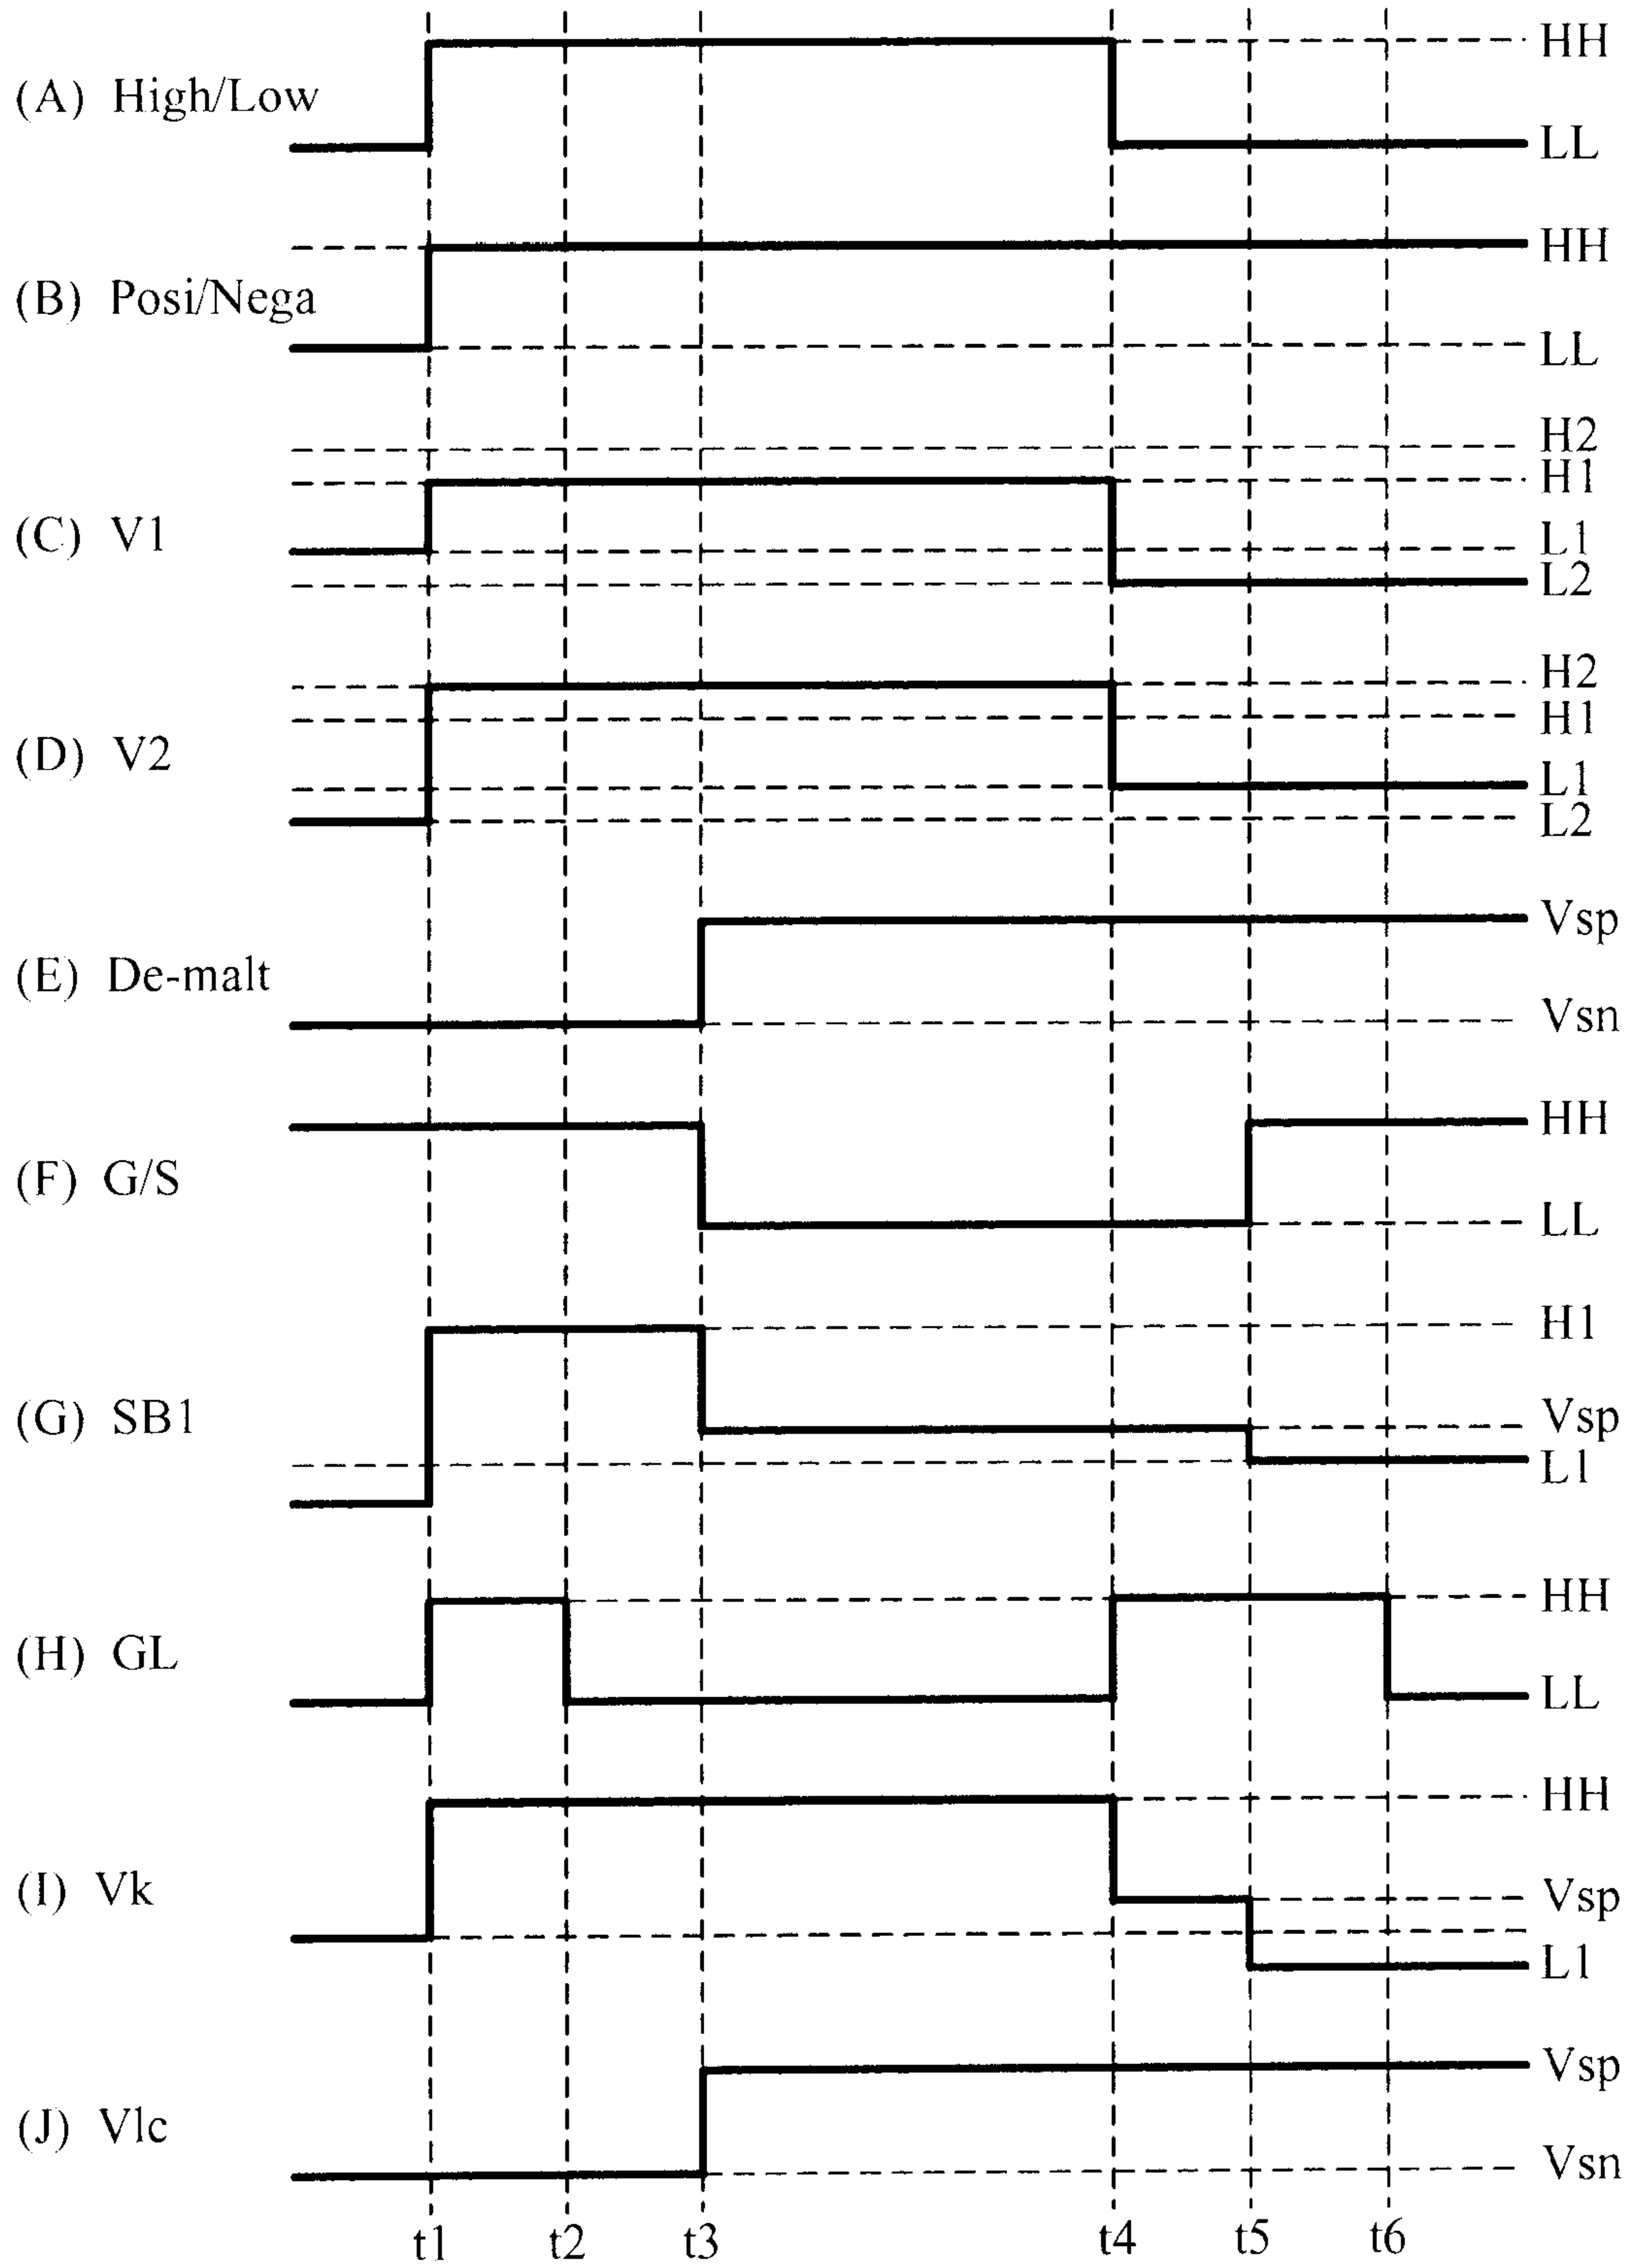 HH
(A) High/Low
LL
HH
(B) Posi/Nega
LL
H2
H1
(C) V1
L1
L2
H2
H1
(D) V2
L1
L2
Vsp
(E) De-malt
Vsn
HH
(F) G/S
LL
H1
(G) SB1
Vsp
L1
HH
(H) GL
LL
HH
(I) Vk
Vsp
L1
Vsp
(J) Vlc
Vsn
t1 t2 t3 t4 t5 t6